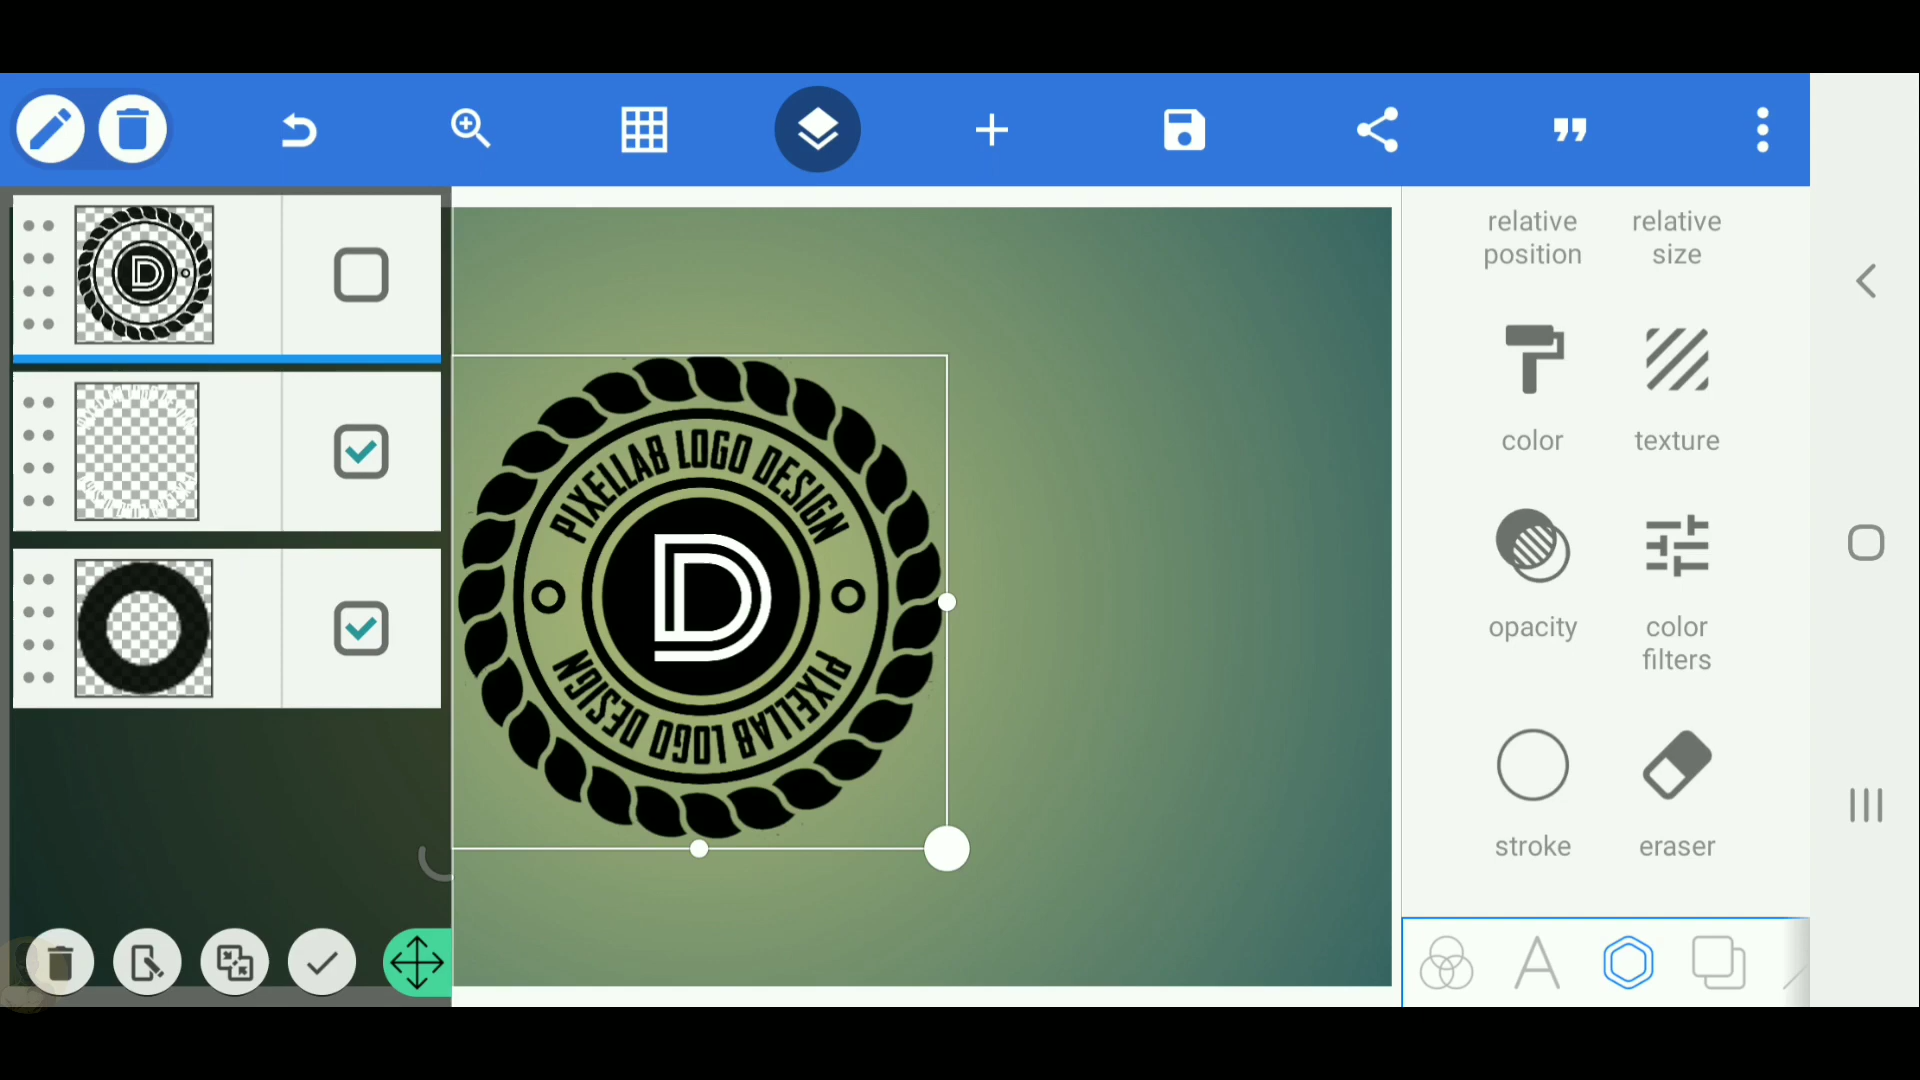 relative
position
relative
size
color
texture
opacity
color
filters
stroke
eraser
PIXELLAB LOGO DESIGN
D
PIXELLAB LOGO DESIGN
D